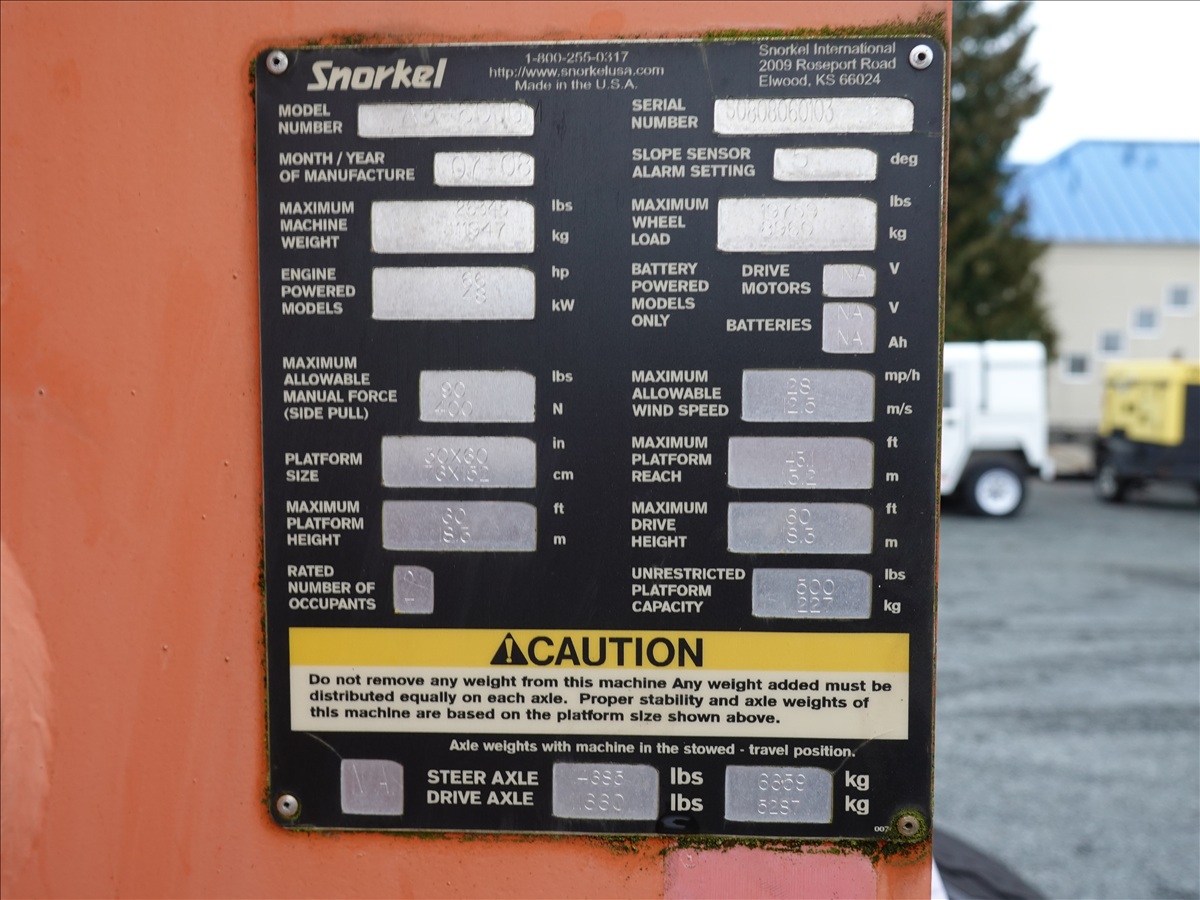 Snorkel
1-800-255-0317
http://www.snorkelusa.com
Made in the U.S.A.
Snorkel International
2009 Roseport Road
Elwood, KS 66024
MODEL
NUMBER
SERIAL
NUMBER
MONTH / YEAR
OF MANUFACTURE 07-08
SLOPE SENSOR
ALARM SETTING 5 deg
MAXIMUM
MACHINE
WEIGHT
lbs
kg
MAXIMUM
WHEEL
LOAD
lbs
kg
ENGINE
POWERED
MODELS
hp
kW
BATTERY
POWERED
MODELS
ONLY
DRIVE
MOTORS NA V
BATTERIES
NA V
NA Ah
MAXIMUM
ALLOWABLE
MANUAL FORCE
(SIDE PULL)
90 lbs
400 N
MAXIMUM
ALLOWABLE
WIND SPEED
28 mp/h
12.5 m/s
PLATFORM
SIZE
in
cm
MAXIMUM
PLATFORM
REACH
ft
m
MAXIMUM
PLATFORM
HEIGHT
60 ft
8.3 m
MAXIMUM
DRIVE
HEIGHT
60 ft
8.3 m
RATED
NUMBER OF
OCCUPANTS 2
UNRESTRICTED
PLATFORM
CAPACITY
500 lbs
227 kg
CAUTION
Do not remove any weight from this machine Any weight added must be
distributed equally on each axle. Proper stability and axle weights of
this machine are based on the platform size shown above.
Axle weights with machine in the stowed - travel position.
NA
STEER AXLE lbs kg
DRIVE AXLE lbs 5287 kg